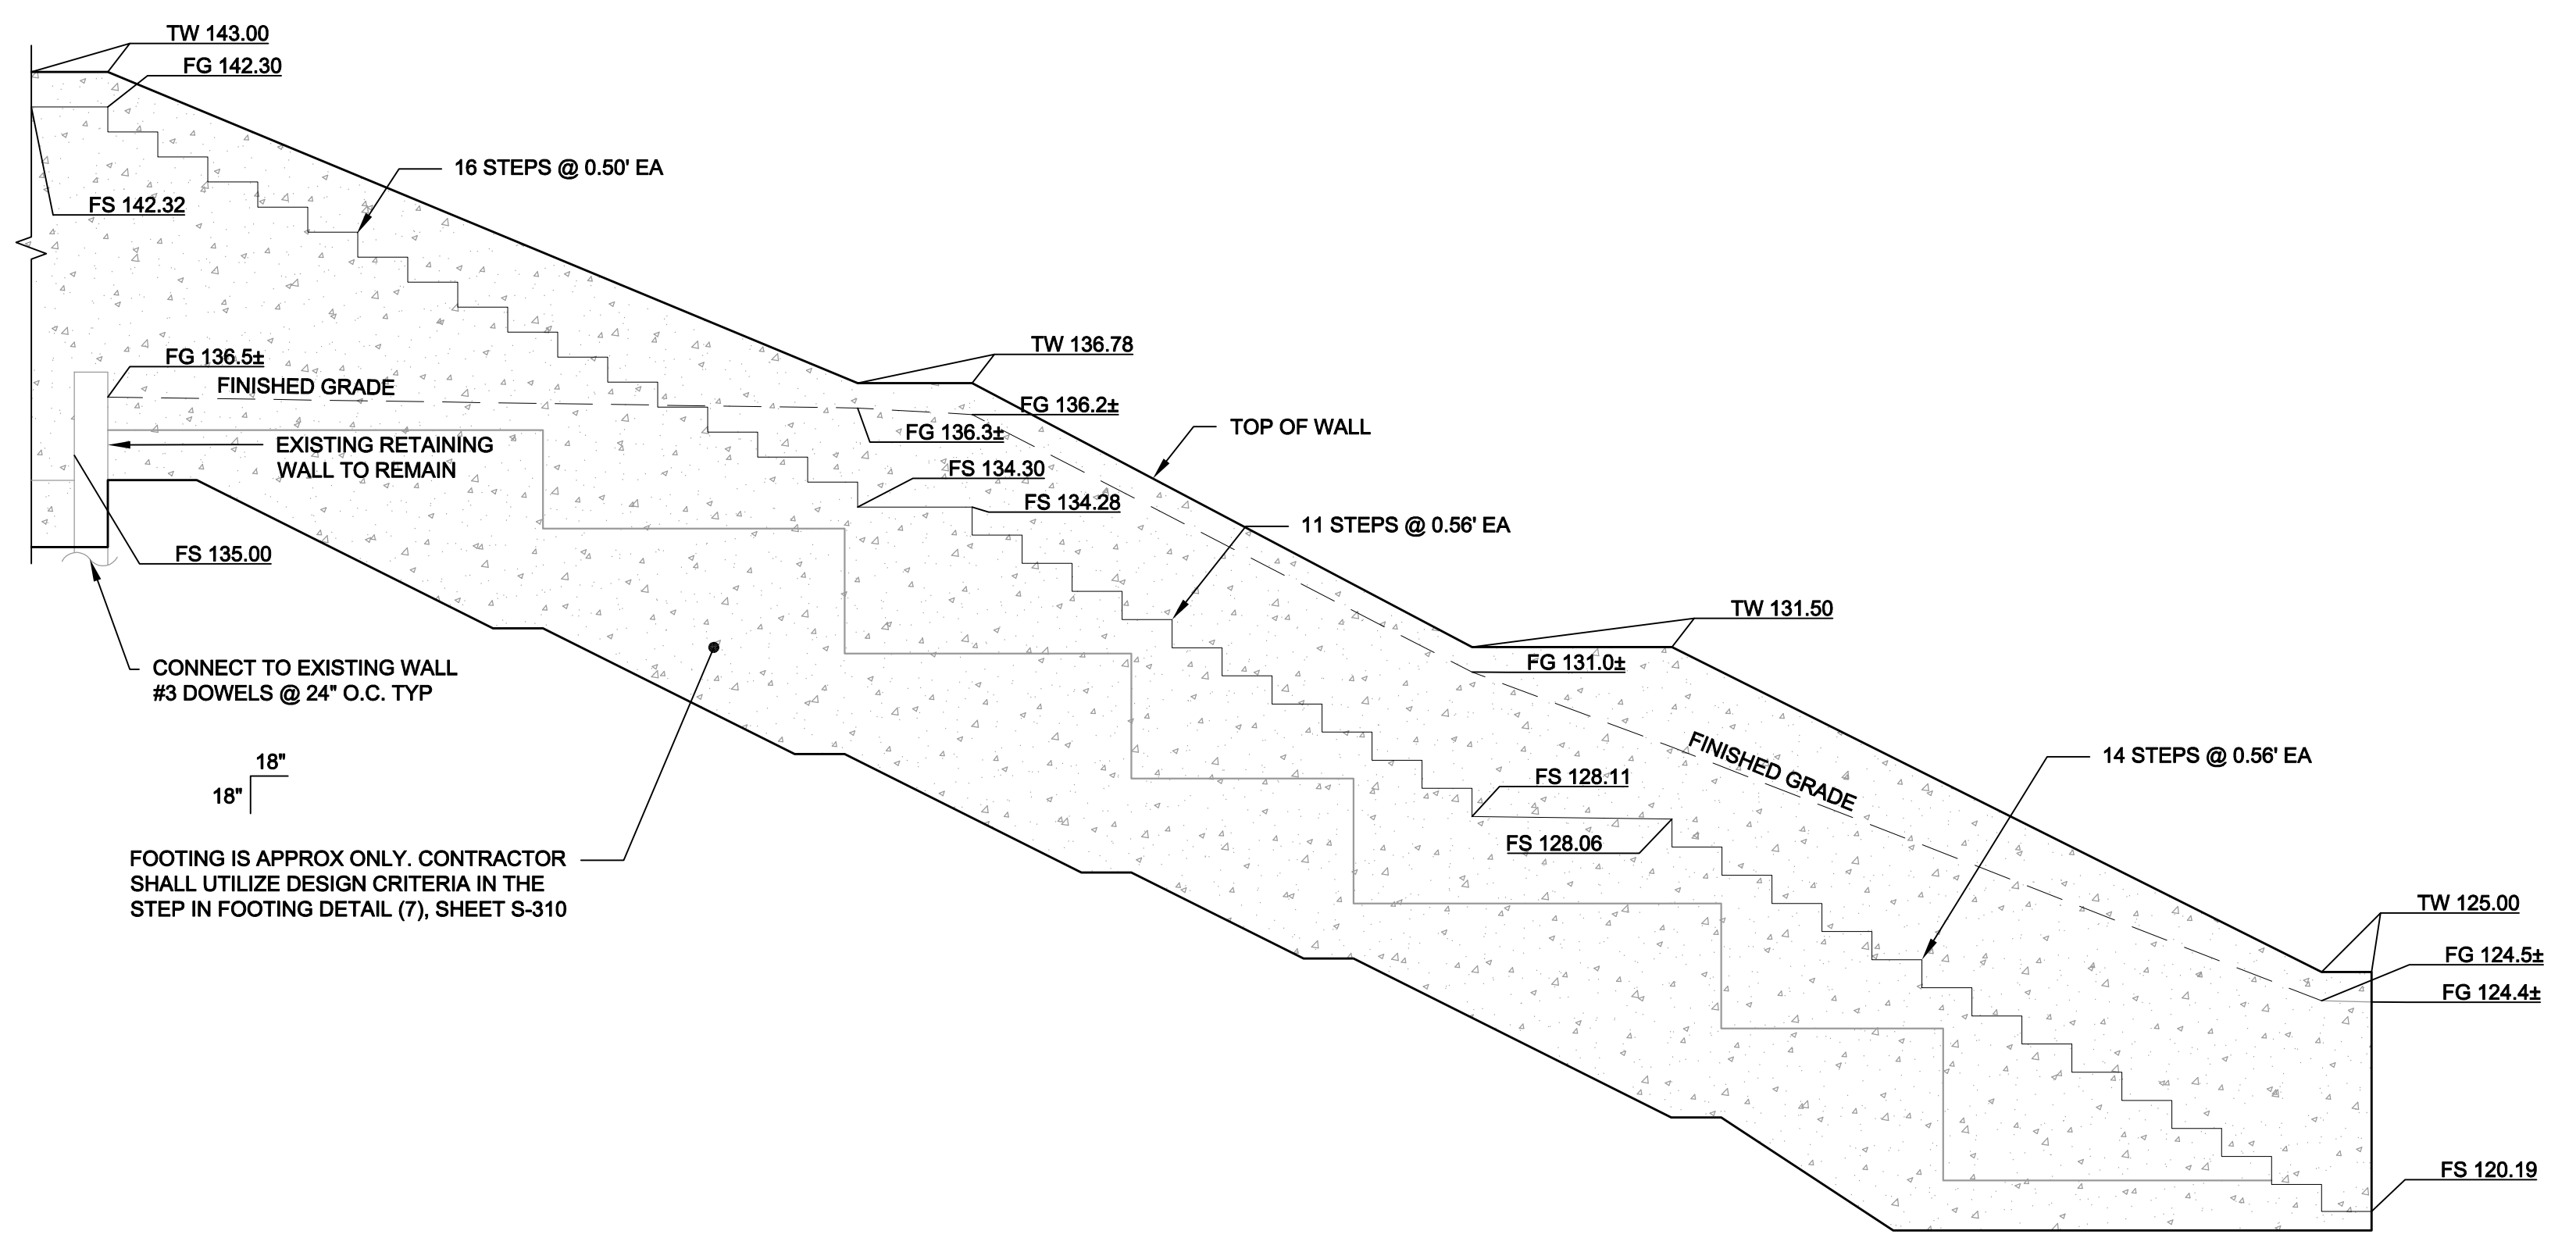 TW 143.00
FG 142.30
16 STEPS @ 0.50' EA
FS 142.32
TW 136.78
FG 136.5±
FINISHED GRADE
FG 136.2±
FG 136.3±
TOP OF WALL
EXISTING RETAINING
WALL TO REMAIN
FS 134.30
FS 134.28
11 STEPS @ 0.56' EA
FS 135.00
TW 131.50
FG 131.0±
CONNECT TO EXISTING WALL
#3 DOWELS @ 24" O.C. TYP
FINISHED GRADE
14 STEPS @ 0.56' EA
18"
18"
FS 128.11
FS 128.06
FOOTING IS APPROX ONLY. CONTRACTOR
SHALL UTILIZE DESIGN CRITERIA IN THE
STEP IN FOOTING DETAIL (7), SHEET S-310
TW 125.00
FG 124.5±
FG 124.4±
FS 120.19